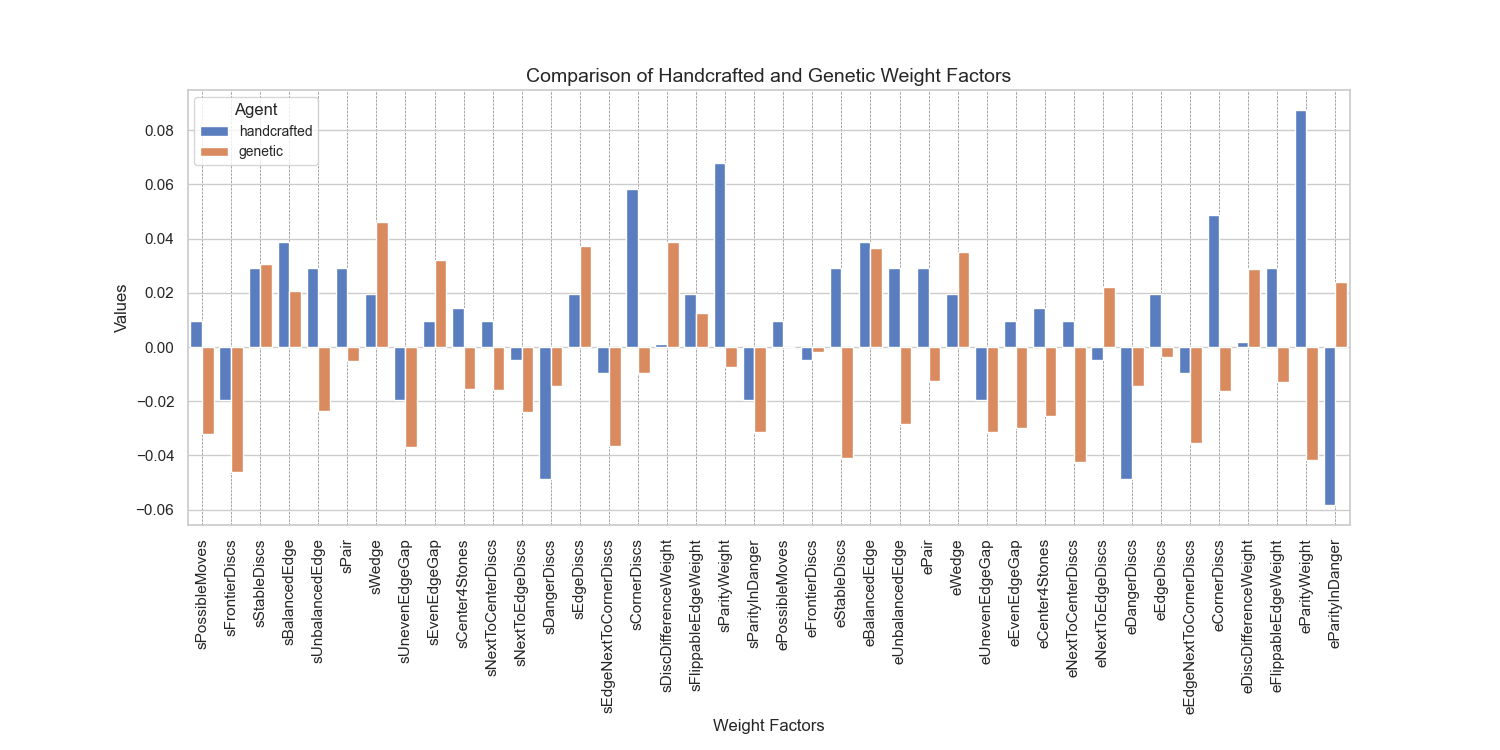 Comparison of Handcrafted and Genetic Weight Factors
Agent
handcrafted
genetic
Values
0.08
0.06
0.04
0.02
0.00
−0.02
−0.04
−0.06
sPossibleMoves
sFrontierDiscs
sStableDiscs
sBalancedEdge
sUnbalancedEdge
sPair
sWedge
sUnevenEdgeGap
sEvenEdgeGap
sCenter4Stones
sNextToCenterDiscs
sNextToEdgeDiscs
sDangerDiscs
sEdgeDiscs
sEdgeNextToCornerDiscs
sCornerDiscs
sDiscDifferenceWeight
sFlippableEdgeWeight
sParityWeight
sParityInDanger
ePossibleMoves
eFrontierDiscs
eStableDiscs
eBalancedEdge
eUnbalancedEdge
ePair
eWedge
eUnevenEdgeGap
eEvenEdgeGap
eCenter4Stones
eNextToCenterDiscs
eNextToEdgeDiscs
eDangerDiscs
eEdgeDiscs
eEdgeNextToCornerDiscs
eCornerDiscs
eDiscDifferenceWeight
eFlippableEdgeWeight
eParityWeight
eParityInDanger
Weight Factors